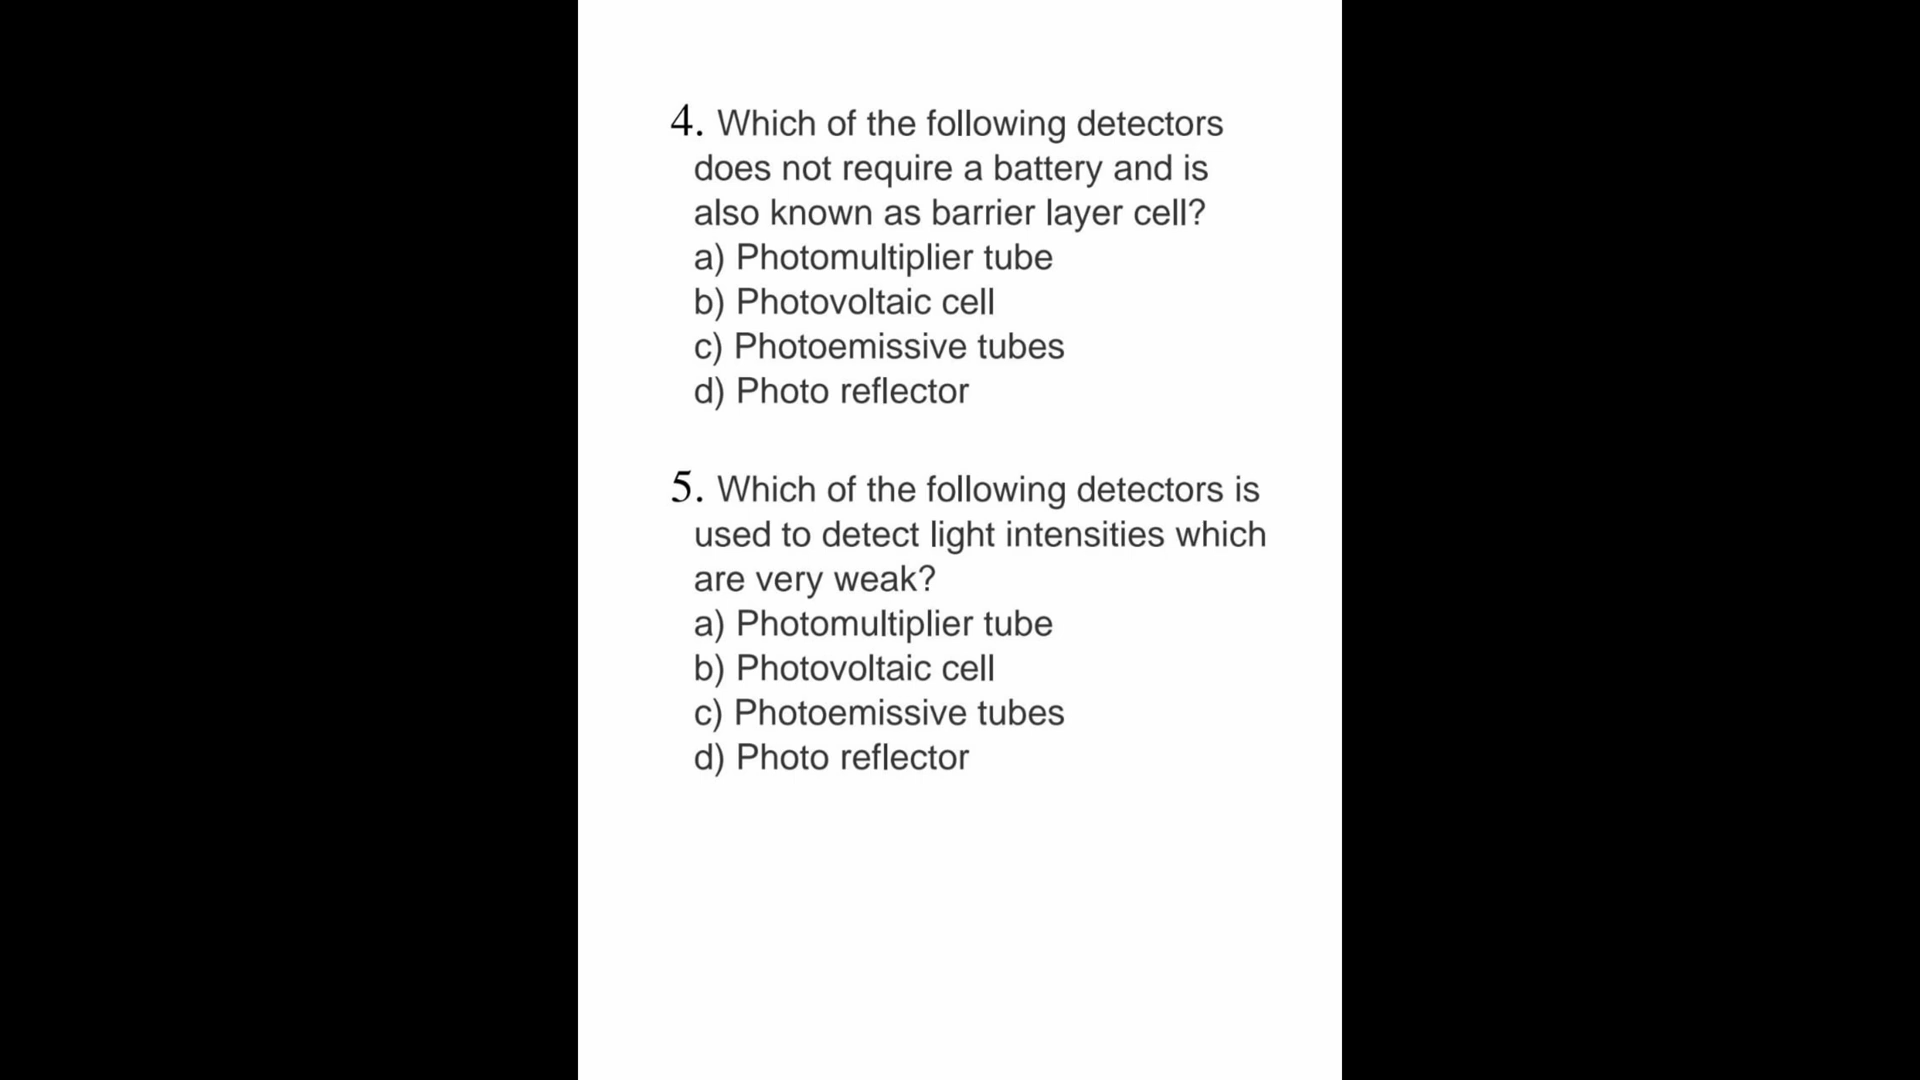 4. Which of the following detectors
does not require a battery and is
also known as barrier layer cell?
a) Photomultiplier tube
b) Photovoltaic cell
c) Photoemissive tubes
d) Photo reflector
5. Which of the following detectors is
used to detect light intensities which
are very weak?
a) Photomultiplier tube
b) Photovoltaic cell
c) Photoemissive tubes
d) Photo reflector